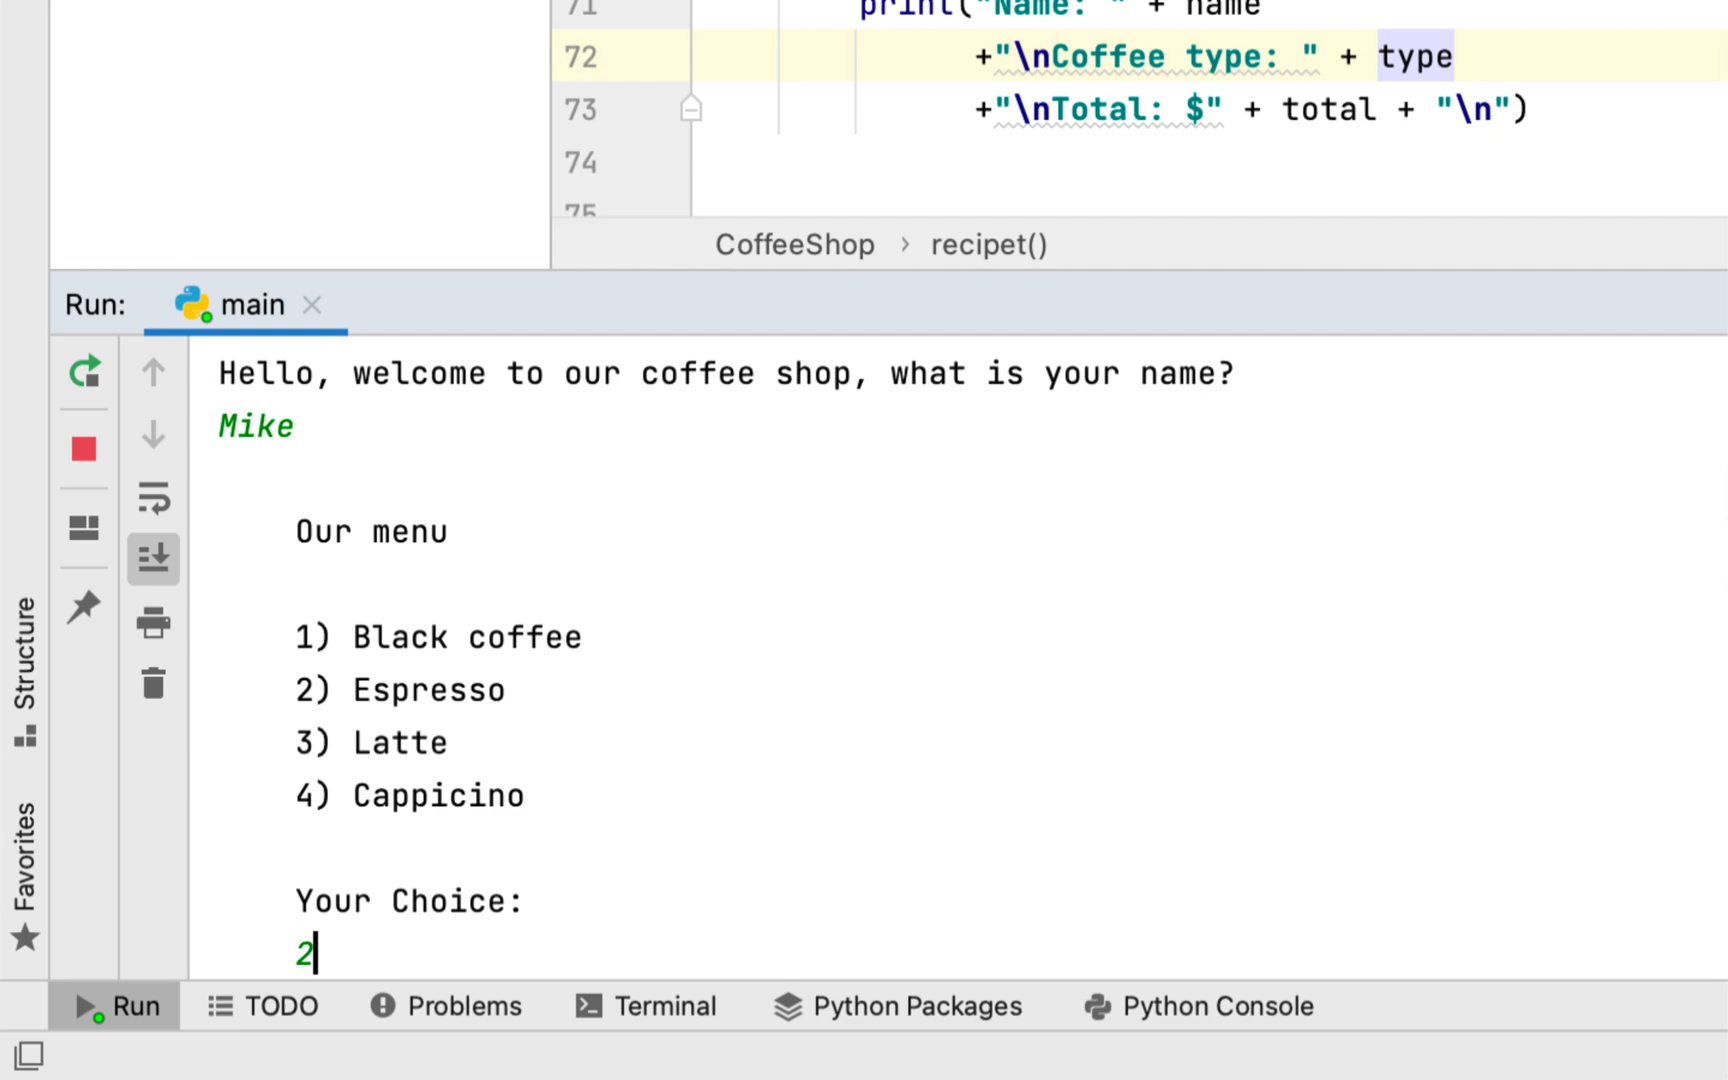 71 print("Name: " + name
72 +"\nCoffee type: " + type
73 +"\nTotal: $" + total + "\n")
74
75
CoffeeShop › recipet()
Run: main
Hello, welcome to our coffee shop, what is your name?
Mike
Our menu
1) Black coffee
2) Espresso
3) Latte
4) Cappicino
Your Choice:
2
Structure
Favorites
Run TODO Problems Terminal Python Packages Python Console